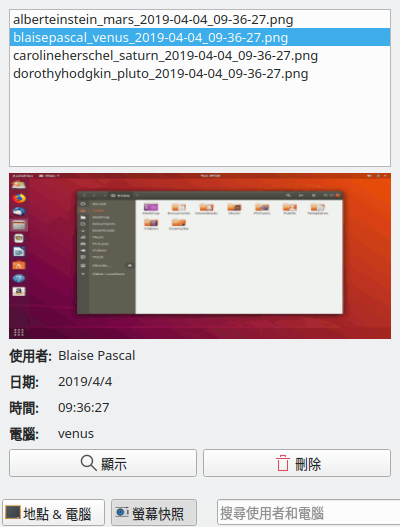 alberteinstein_mars_2019-04-04_09-36-27.png
blaisepascal_venus_2019-04-04_09-36-27.png
carolineherschel_saturn_2019-04-04_09-36-27.png
dorothyhodgkin_pluto_2019-04-04_09-36-27.png
使用者: Blaise Pascal
日期: 2019/4/4
時間: 09:36:27
電腦: venus
顯示 刪除
地點 & 電腦 螢幕快照 搜尋使用者和電腦